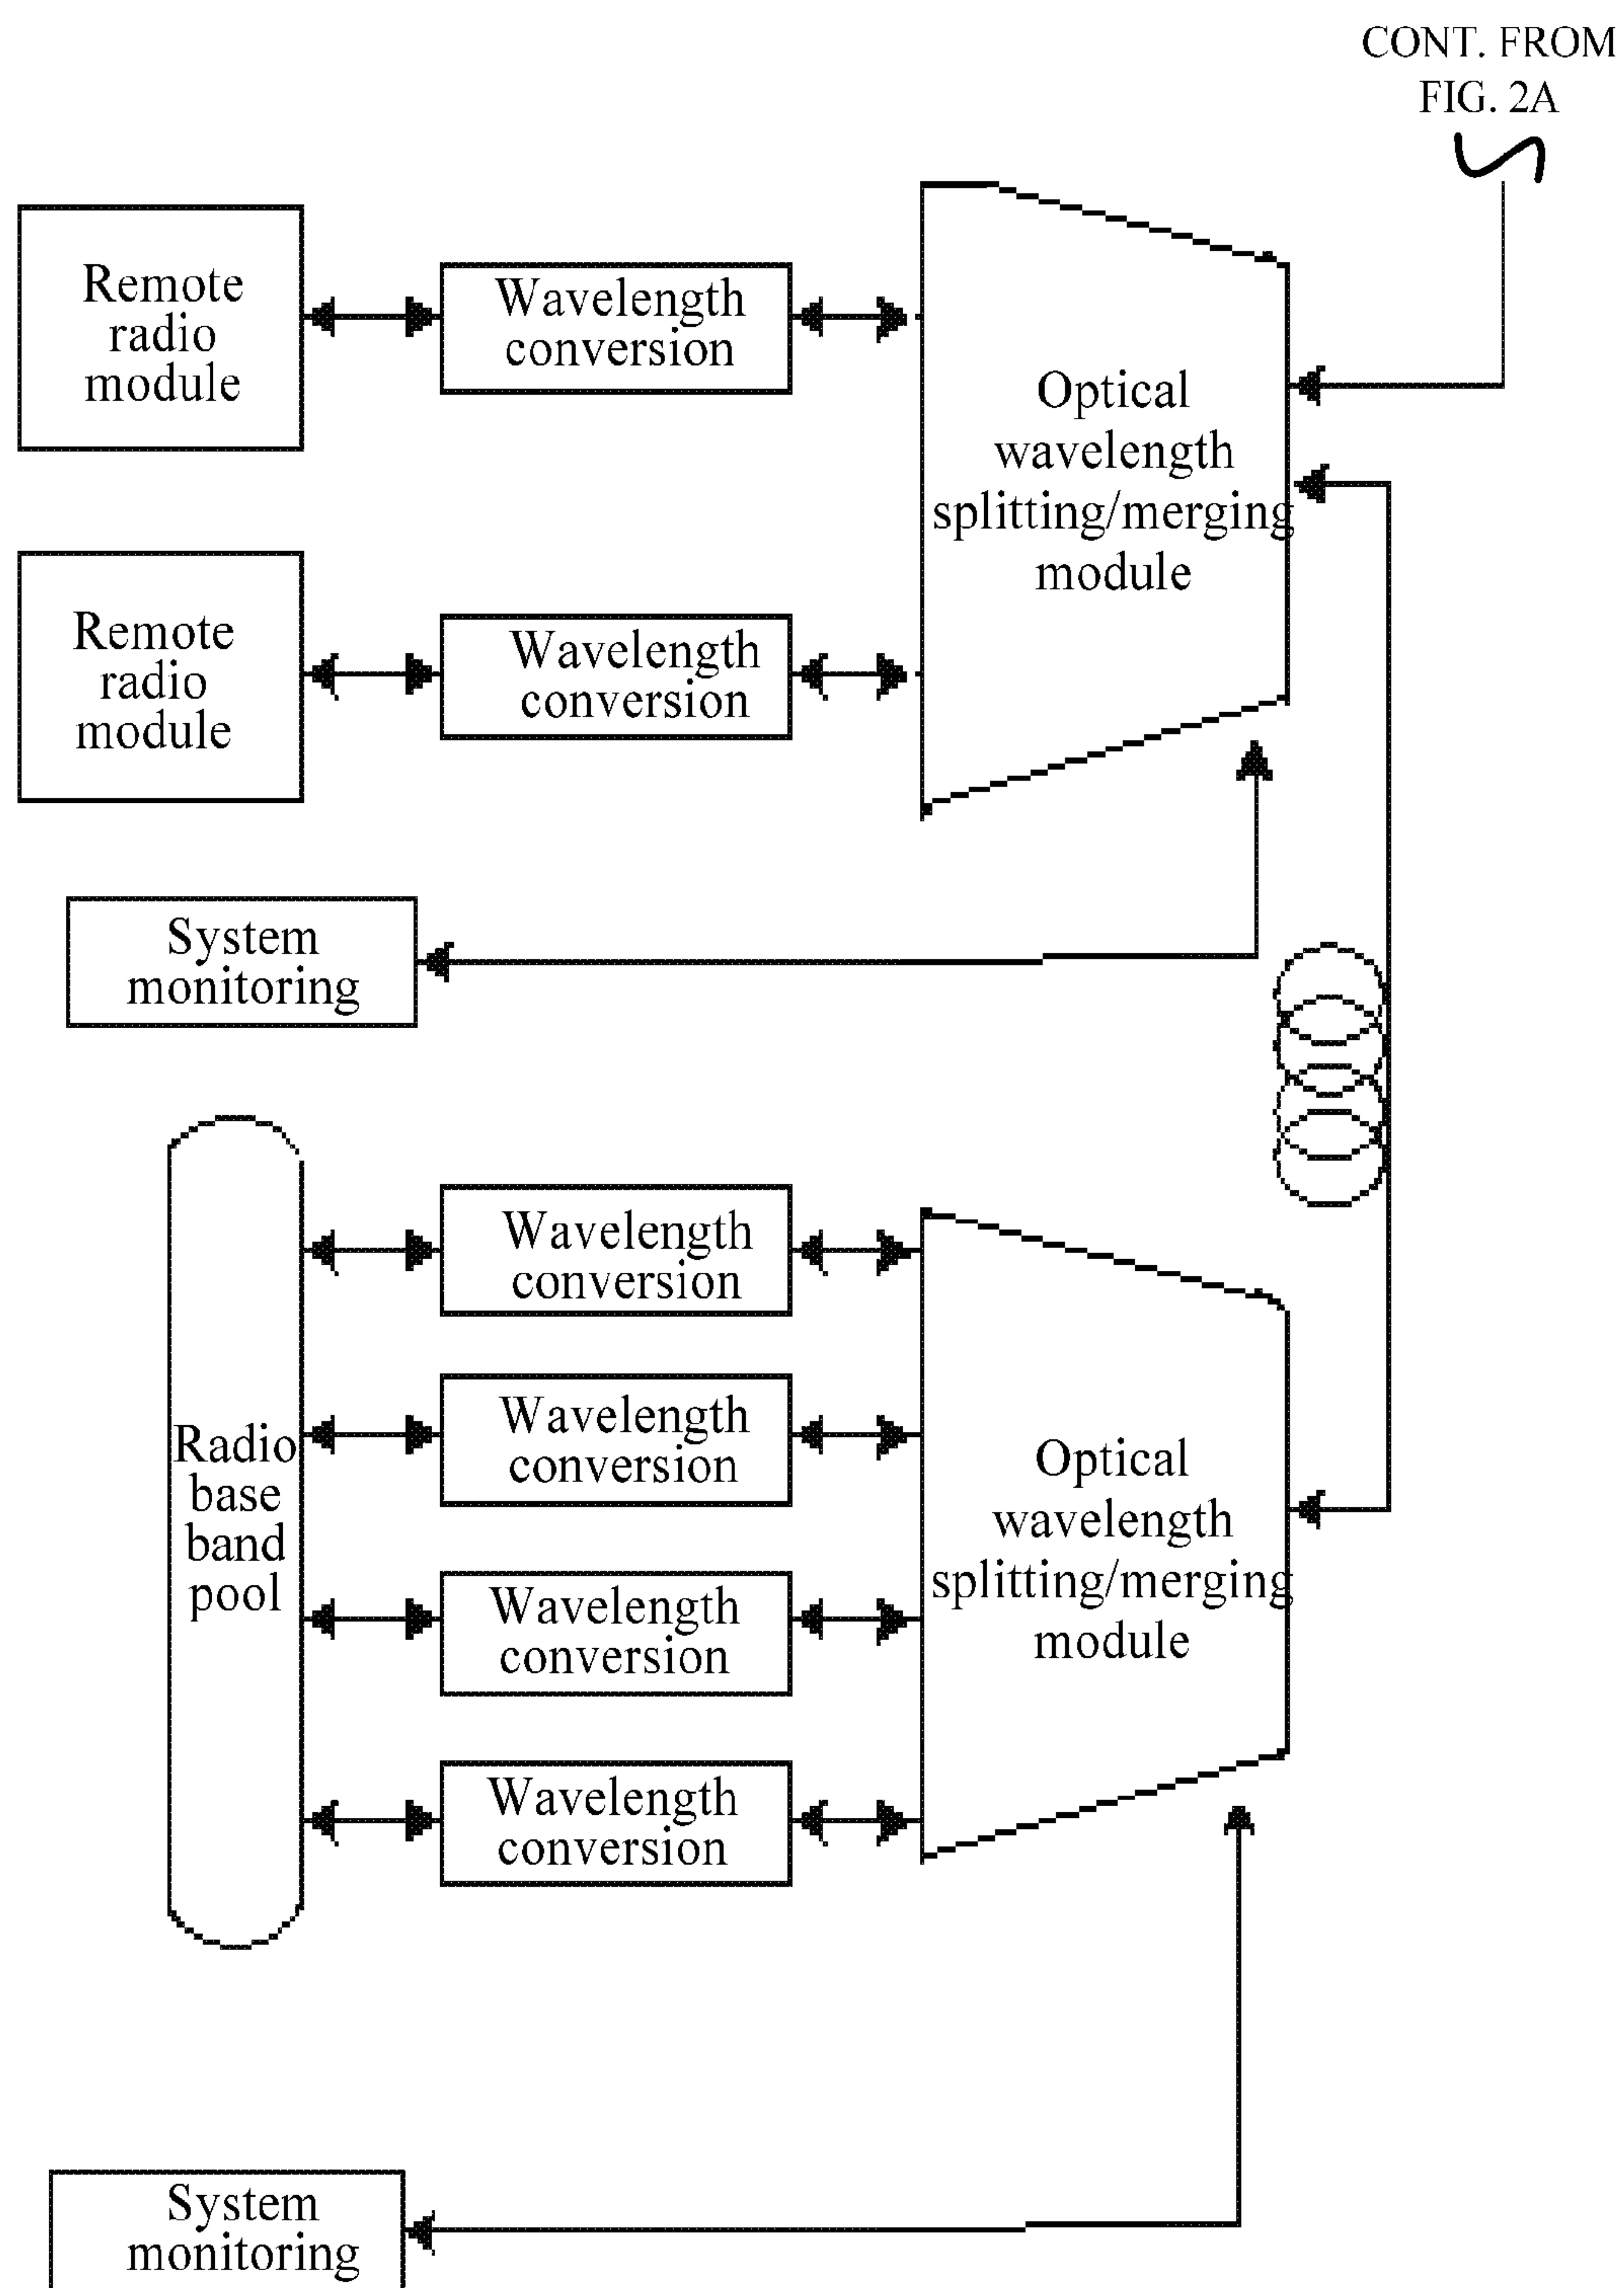 CONT. FROM
FIG. 2A
Remote
radio
module
Wavelength
conversion
Optical
wavelength
splitting/merging
module
Remote
radio
module
Wavelength
conversion
System
monitoring
Radio
base
band
pool
Wavelength
conversion
Wavelength
conversion
Wavelength
conversion
Wavelength
conversion
Optical
wavelength
splitting/merging
module
System
monitoring